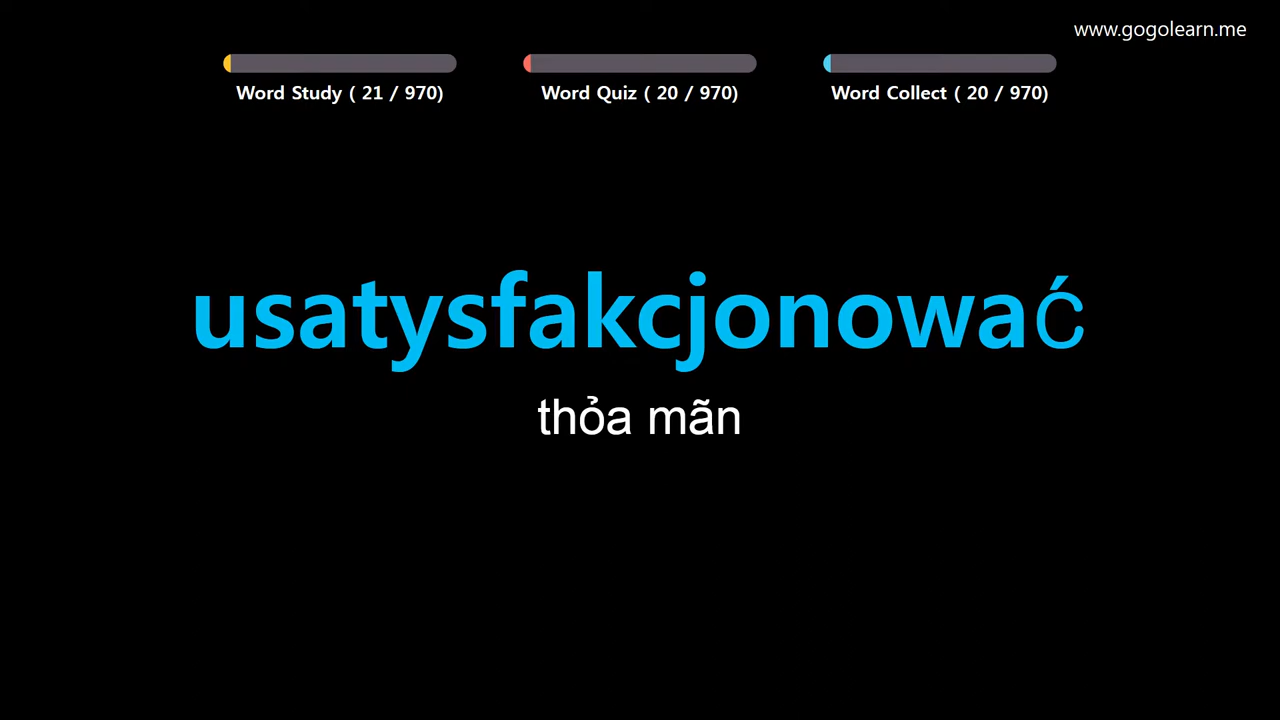 www.gogolearn.me
Word Study ( 21 / 970)
Word Quiz ( 20 / 970)
Word Collect ( 20 / 970)
usatysfakcjonować
thỏa mãn